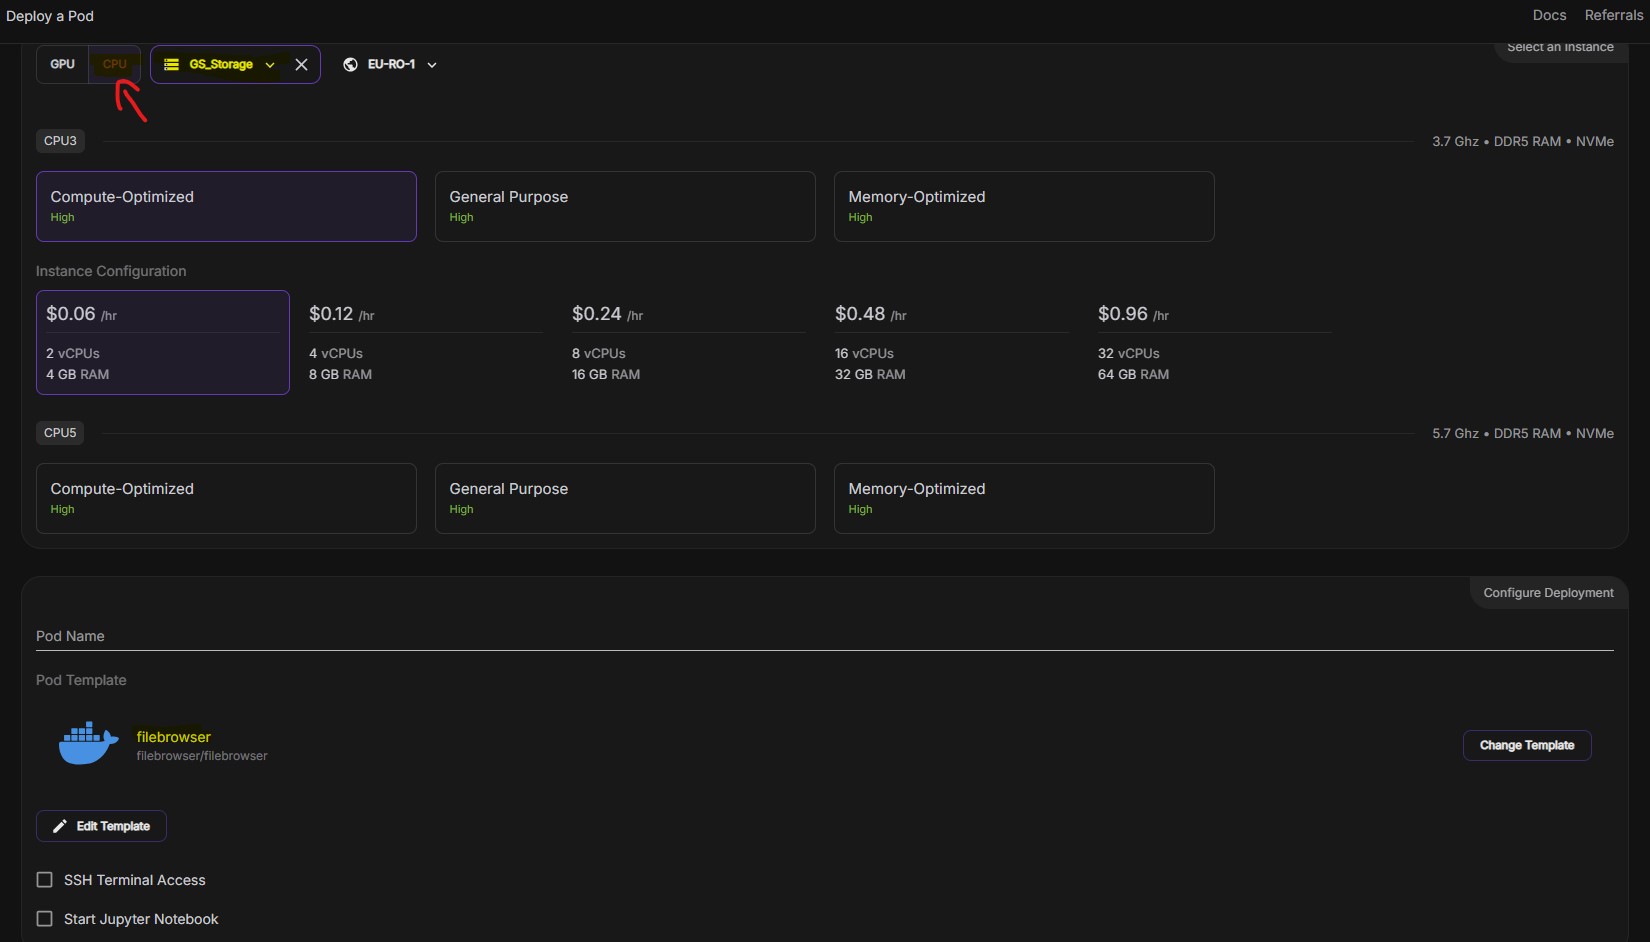 Deploy a Pod
Docs Referrals
Select an Instance
GPU CPU GS_Storage EU-RO-1
CPU3 3.7 Ghz • DDR5 RAM • NVMe
Compute-Optimized General Purpose Memory-Optimized
High High High
Instance Configuration
$0.06 /hr $0.12 /hr $0.24 /hr $0.48 /hr $0.96 /hr
2 vCPUs 4 vCPUs 8 vCPUs 16 vCPUs 32 vCPUs
4 GB RAM 8 GB RAM 16 GB RAM 32 GB RAM 64 GB RAM
CPU5 5.7 Ghz • DDR5 RAM • NVMe
Compute-Optimized General Purpose Memory-Optimized
High High High
Configure Deployment
Pod Name
Pod Template
filebrowser
filebrowser/filebrowser
Change Template
Edit Template
SSH Terminal Access
Start Jupyter Notebook